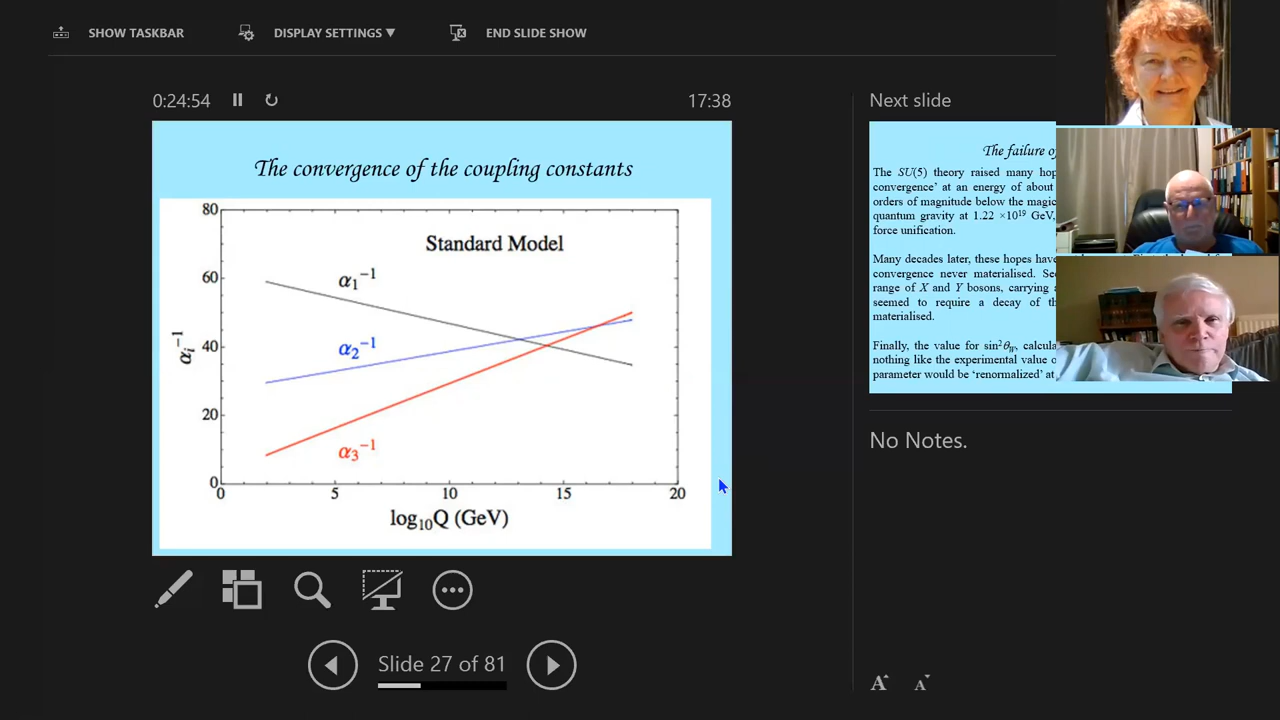 SHOW TASKBAR
DISPLAY SETTINGS ▼
END SLIDE SHOW
0:24:54
17:38
Next slide
The convergence of the coupling constants
80
60
40
20
0
αᵢ⁻¹
Standard Model
α₁⁻¹
α₂⁻¹
α₃⁻¹
0
5
10
15
20
log₁₀Q (GeV)
The failure of
The SU(5) theory raised many hop
convergence' at an energy of about
orders of magnitude below the magic
quantum gravity at 1.22 ×10¹⁹ GeV,
force unification.
Many decades later, these hopes have
convergence never materialised. Sec
range of X and Y bosons, carrying
seemed to require a decay of th
materialised.
Finally, the value for sin²θ_W, calcula
nothing like the experimental value o
parameter would be 'renormalized' at
No Notes.
Slide 27 of 81
A
A